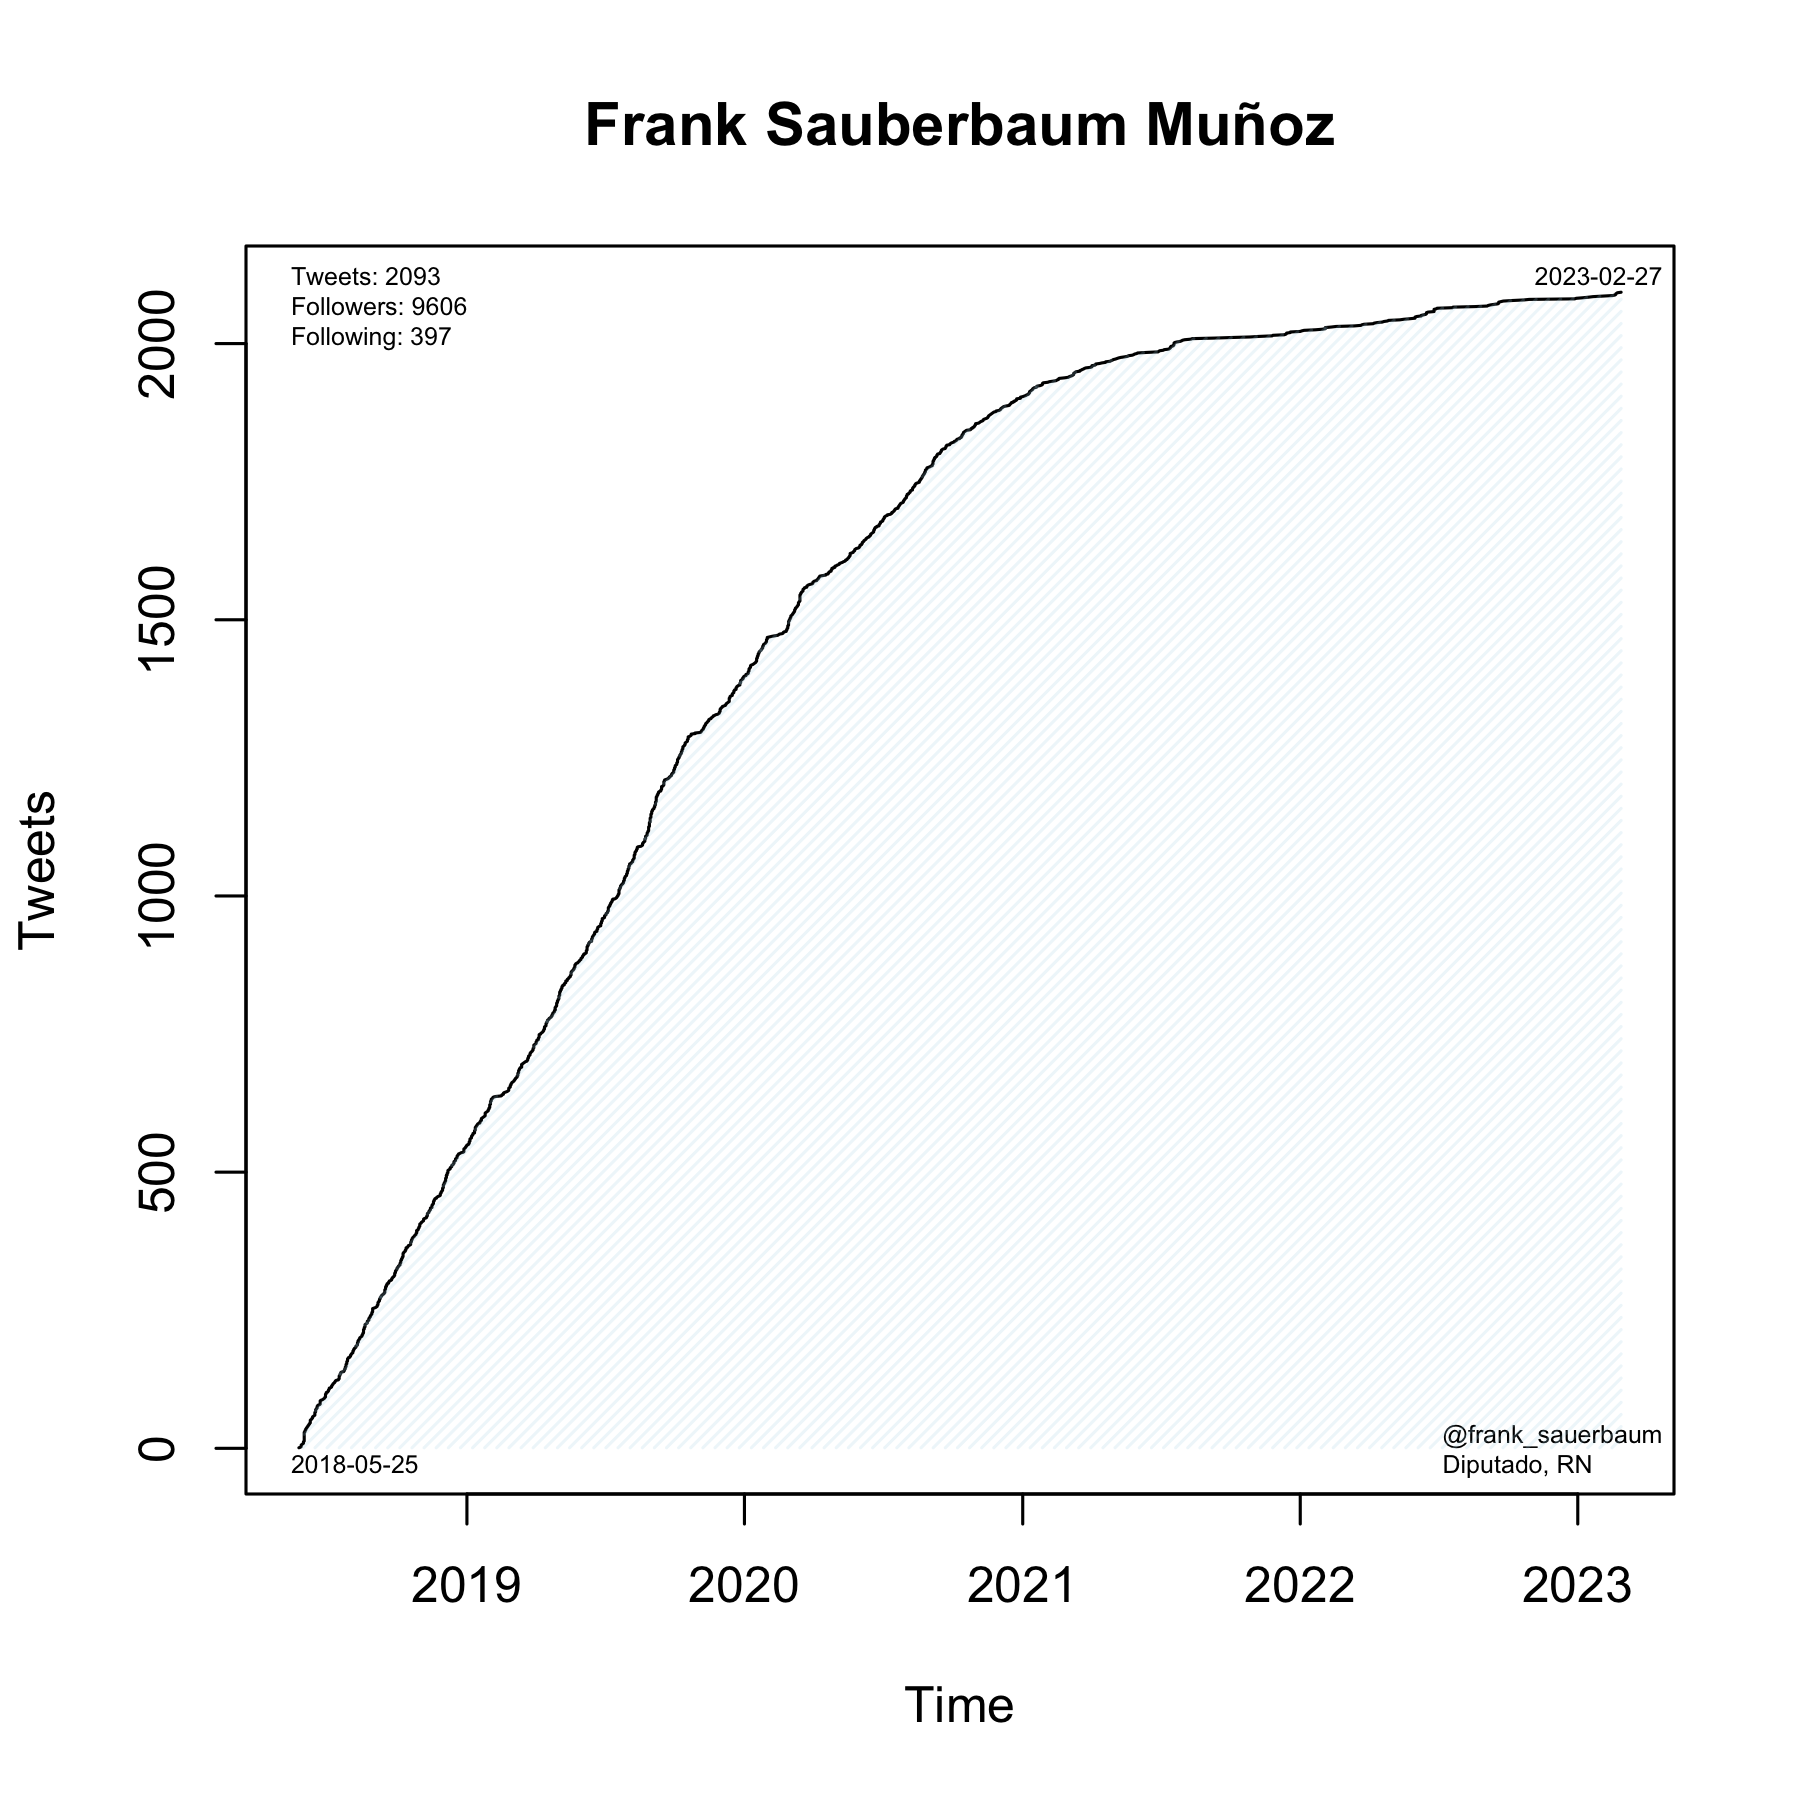 Frank Sauberbaum Muñoz
Tweets: 2093
Followers: 9606
Following: 397
2023-02-27
2000
1500
1000
500
0
Tweets
@frank_sauerbaum
Diputado, RN
2018-05-25
2019
2020
2021
2022
2023
Time